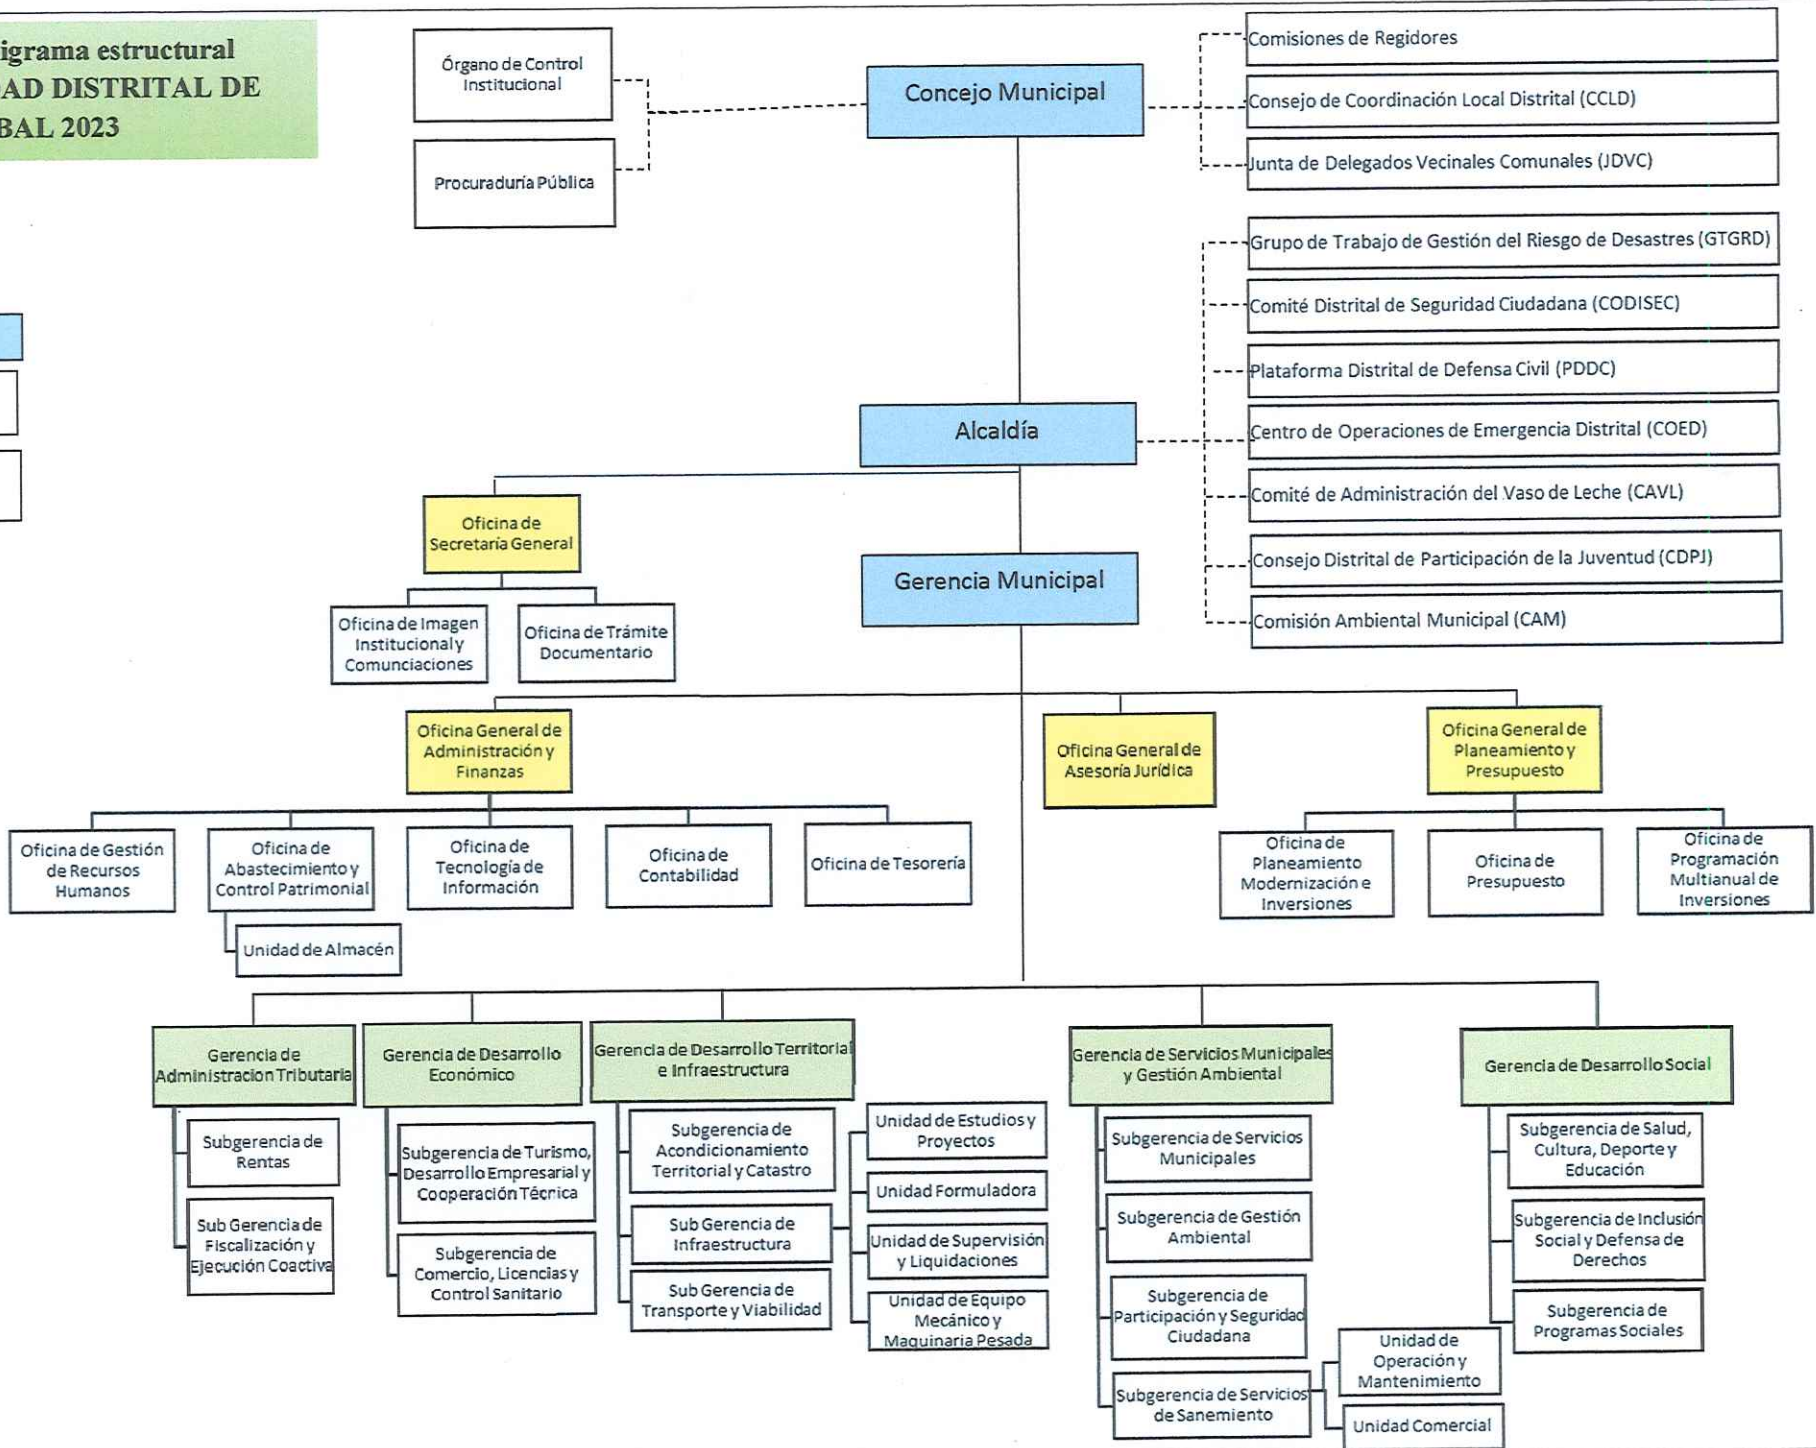 igrama estructural
AD DISTRITAL DE
BAL 2023
Órgano de Control
Institucional
Procuraduría Pública
Concejo Municipal
Comisiones de Regidores
Consejo de Coordinación Local Distrital (CCLD)
Junta de Delegados Vecinales Comunales (JDVC)
Grupo de Trabajo de Gestión del Riesgo de Desastres (GTGRD)
Comité Distrital de Seguridad Ciudadana (CODISEC)
Plataforma Distrital de Defensa Civil (PDDC)
Centro de Operaciones de Emergencia Distrital (COED)
Comité de Administración del Vaso de Leche (CAVL)
Consejo Distrital de Participación de la Juventud (CDPJ)
Comisión Ambiental Municipal (CAM)
Alcaldía
Oficina de
Secretaría General
Gerencia Municipal
Oficina de Imagen
Institucional y
Comunciaciones
Oficina de Trámite
Documentario
Oficina General de
Administración y
Finanzas
Oficina General de
Asesoría Jurídica
Oficina General de
Planeamiento y
Presupuesto
Oficina de Gestión
de Recursos
Humanos
Oficina de
Abastecimiento y
Control Patrimonial
Oficina de
Tecnología de
Información
Oficina de
Contabilidad
Oficina de Tesorería
Oficina de
Planeamiento
Modernización e
Inversiones
Oficina de
Presupuesto
Oficina de
Programación
Multianual de
Inversiones
Unidad de Almacén
Gerencia de
Administracion Tributaria
Gerencia de Desarrollo
Económico
Gerencia de Desarrollo Territorial
e Infraestructura
Gerencia de Servicios Municipales
y Gestión Ambiental
Gerencia de Desarrollo Social
Subgerencia de
Rentas
Sub Gerencia de
Fiscalización y
Ejecución Coactiva
Subgerencia de Turismo,
Desarrollo Empresarial y
Cooperación Técnica
Subgerencia de
Comercio, Licencias y
Control Sanitario
Subgerencia de
Acondicionamiento
Territorial y Catastro
Sub Gerencia de
Infraestructura
Sub Gerencia de
Transporte y Viabilidad
Unidad de Estudios y
Proyectos
Unidad Formuladora
Unidad de Supervisión
y Liquidaciones
Unidad de Equipo
Mecánico y
Maquinaria Pesada
Subgerencia de Servicios
Municipales
Subgerencia de Gestión
Ambiental
Subgerencia de
Participación y Seguridad
Ciudadana
Subgerencia de Servicios
de Sanemiento
Unidad de
Operación y
Mantenimiento
Unidad Comercial
Subgerencia de Salud,
Cultura, Deporte y
Educación
Subgerencia de Inclusión
Social y Defensa de
Derechos
Subgerencia de
Programas Sociales